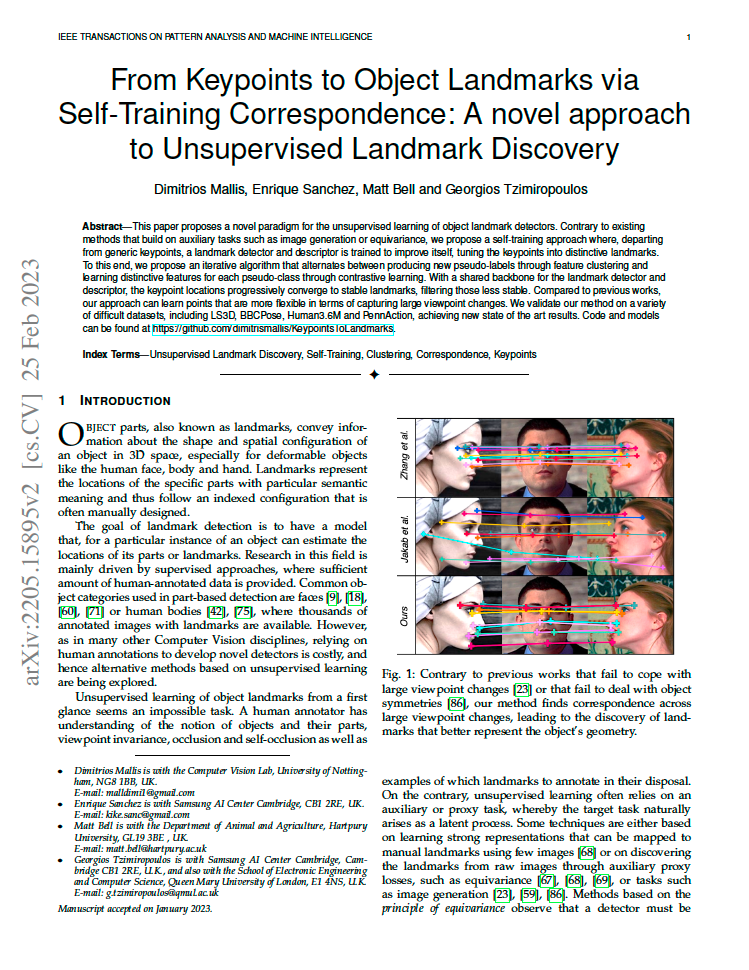 IEEE TRANSACTIONS ON PATTERN ANALYSIS AND MACHINE INTELLIGENCE
1
From Keypoints to Object Landmarks via
Self-Training Correspondence: A novel approach
to Unsupervised Landmark Discovery
Dimitrios Mallis, Enrique Sanchez, Matt Bell and Georgios Tzimiropoulos
Abstract—This paper proposes a novel paradigm for the unsupervised learning of object landmark detectors. Contrary to existing
methods that build on auxiliary tasks such as image generation or equivariance, we propose a self-training approach where, departing
from generic keypoints, a landmark detector and descriptor is trained to improve itself, tuning the keypoints into distinctive landmarks.
To this end, we propose an iterative algorithm that alternates between producing new pseudo-labels through feature clustering and
learning distinctive features for each pseudo-class through contrastive learning. With a shared backbone for the landmark detector and
descriptor, the keypoint locations progressively converge to stable landmarks, filtering those less stable. Compared to previous works,
our approach can learn points that are more flexible in terms of capturing large viewpoint changes. We validate our method on a variety
of difficult datasets, including LS3D, BBCPose, Human3.6M and PennAction, achieving new state of the art results. Code and models
can be found at https://github.com/dimitrismallis/KeypointsToLandmarks.
Index Terms—Unsupervised Landmark Discovery, Self-Training, Clustering, Correspondence, Keypoints
arXiv:2205.15895v2 [cs.CV] 25 Feb 2023
1 INTRODUCTION
OBJECT parts, also known as landmarks, convey infor-
mation about the shape and spatial configuration of
an object in 3D space, especially for deformable objects
like the human face, body and hand. Landmarks represent
the locations of the specific parts with particular semantic
meaning and thus follow an indexed configuration that is
often manually designed.
The goal of landmark detection is to have a model
that, for a particular instance of an object can estimate the
locations of its parts or landmarks. Research in this field is
mainly driven by supervised approaches, where sufficient
amount of human-annotated data is provided. Common ob-
ject categories used in part-based detection are faces [9], [18],
[60], [71] or human bodies [42], [75], where thousands of
annotated images with landmarks are available. However,
as in many other Computer Vision disciplines, relying on
human annotations to develop novel detectors is costly, and
hence alternative methods based on unsupervised learning
are being explored.
Unsupervised learning of object landmarks from a first
glance seems an impossible task. A human annotator has
understanding of the notion of objects and their parts,
viewpoint invariance, occlusion and self-occlusion as well as
• Dimitrios Mallis is with the Computer Vision Lab, University of Notting-
ham, NG8 1BB, UK.
E-mail: malldimi1@gmail.com
• Enrique Sanchez is with Samsung AI Center Cambridge, CB1 2RE, UK.
E-mail: kike.sanc@gmail.com
• Matt Bell is with the Department of Animal and Agriculture, Hartpury
University, GL19 3BE , UK.
E-mail: matt.bell@hartpury.ac.uk
• Georgios Tzimiropoulos is with Samsung AI Center Cambridge, Cam-
bridge CB1 2RE, U.K., and also with the School of Electronic Engineering
and Computer Science, Queen Mary University of London, E1 4NS, U.K.
E-mail: g.tzimiropoulos@qmul.ac.uk
Manuscript accepted on January 2023.
Zhang et al.
Jakab et al.
Ours
Fig. 1: Contrary to previous works that fail to cope with
large viewpoint changes [23] or that fail to deal with object
symmetries [86], our method finds correspondence across
large viewpoint changes, leading to the discovery of land-
marks that better represent the object's geometry.
examples of which landmarks to annotate in their disposal.
On the contrary, unsupervised learning often relies on an
auxiliary or proxy task, whereby the target task naturally
arises as a latent process. Some techniques are either based
on learning strong representations that can be mapped to
manual landmarks using few images [68] or on discovering
the landmarks from raw images through auxiliary proxy
losses, such as equivariance [67], [68], [69], or tasks such
as image generation [23], [59], [86]. Methods based on the
principle of equivariance observe that a detector must be